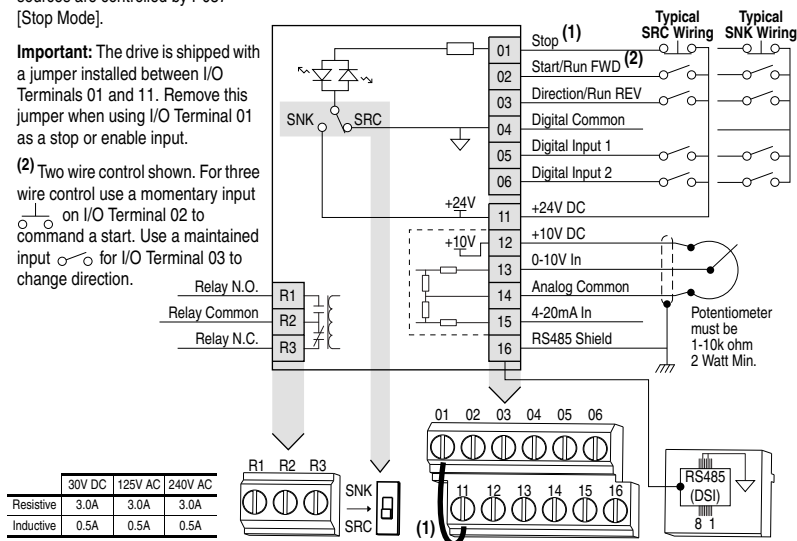 sources are controlled by P037
[Stop Mode].
Important: The drive is shipped with
a jumper installed between I/O
Terminals 01 and 11. Remove this
jumper when using I/O Terminal 01
as a stop or enable input.
(2) Two wire control shown. For three
wire control use a momentary input
on I/O Terminal 02 to
command a start. Use a maintained
input for I/O Terminal 03 to
change direction.
Typical
SRC Wiring
Typical
SNK Wiring
01 Stop (1)
02 Start/Run FWD (2)
03 Direction/Run REV
04 Digital Common
05 Digital Input 1
06 Digital Input 2
11 +24V DC
12 +10V DC
13 0-10V In
14 Analog Common
15 4-20mA In
16 RS485 Shield
SNK SRC
+24V
+10V
Relay N.O. R1
Relay Common R2
Relay N.C. R3
Potentiometer
must be
1-10k ohm
2 Watt Min.
01 02 03 04 05 06
11 12 13 14 15 16
(1)
R1 R2 R3
SNK
SRC
RS485
(DSI)
8 1
30V DC 125V AC 240V AC
Resistive 3.0A 3.0A 3.0A
Inductive 0.5A 0.5A 0.5A